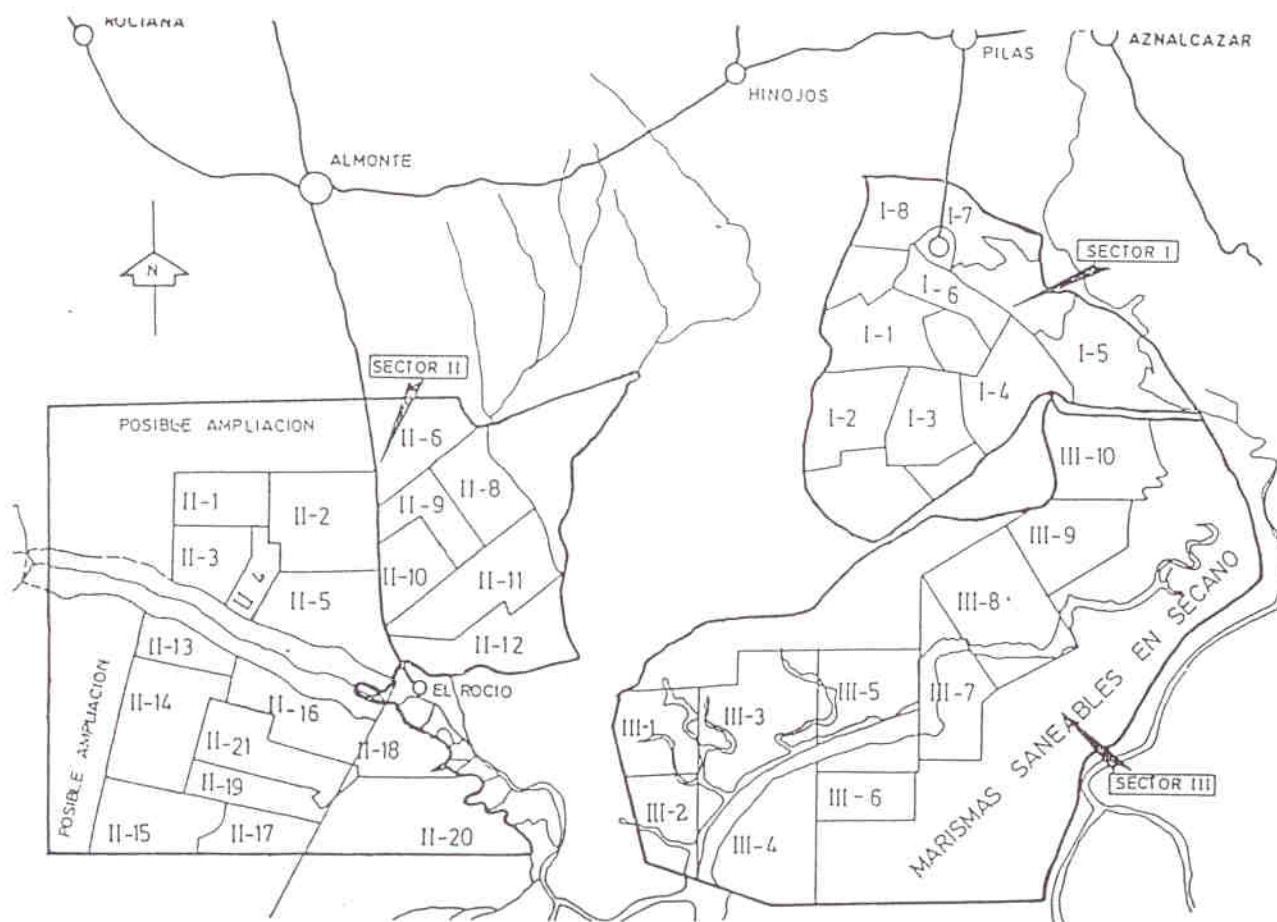 ROCIANA
PILAS
AZNALCAZAR
HINOJOS
ALMONTE
N
I-8
I-7
SECTOR I
I-6
I-1
I-5
SECTOR II
I-4
I-2
I-3
POSIBLE AMPLIACION
II-6
III-10
II-8
II-1
II-9
II-2
III-9
II-3
II-10
II-11
II-4
II-5
III-8
II-12
II-13
EL ROCIO
III-5
III-7
II-14
II-16
III-1
III-3
II-21
II-18
POSIBLE AMPLIACION
MARISMAS SANEABLES EN SECANO
II-19
SECTOR III
III-2
III-6
II-15
II-17
II-20
III-4